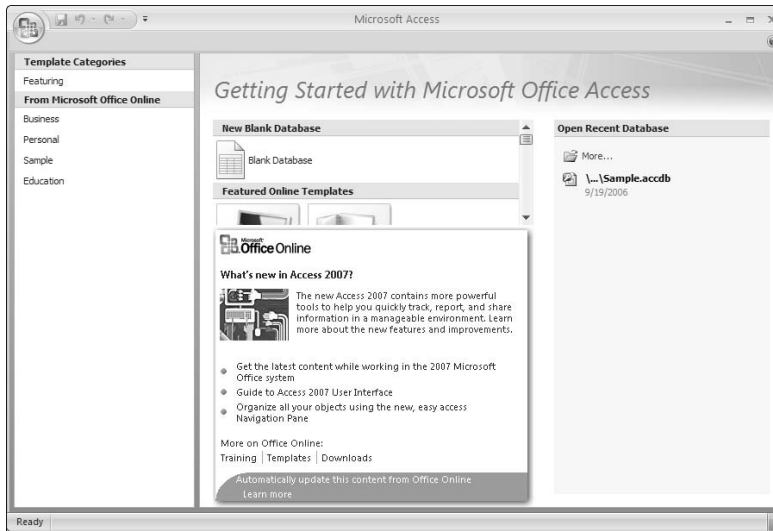 Microsoft Access
Template Categories
Featuring
From Microsoft Office Online
Business
Personal
Sample
Education
Getting Started with Microsoft Office Access
New Blank Database
Blank Database
Featured Online Templates
Microsoft
Office Online
What's new in Access 2007?
The new Access 2007 contains more powerful
tools to help you quickly track, report, and share
information in a manageable environment. Learn
more about the new features and improvements.
Get the latest content while working in the 2007 Microsoft
Office system
Guide to Access 2007 User Interface
Organize all your objects using the new, easy access
Navigation Pane
More on Office Online:
Training | Templates | Downloads
Automatically update this content from Office Online
Learn more
Open Recent Database
More...
\...\Sample.accdb
9/19/2006
Ready